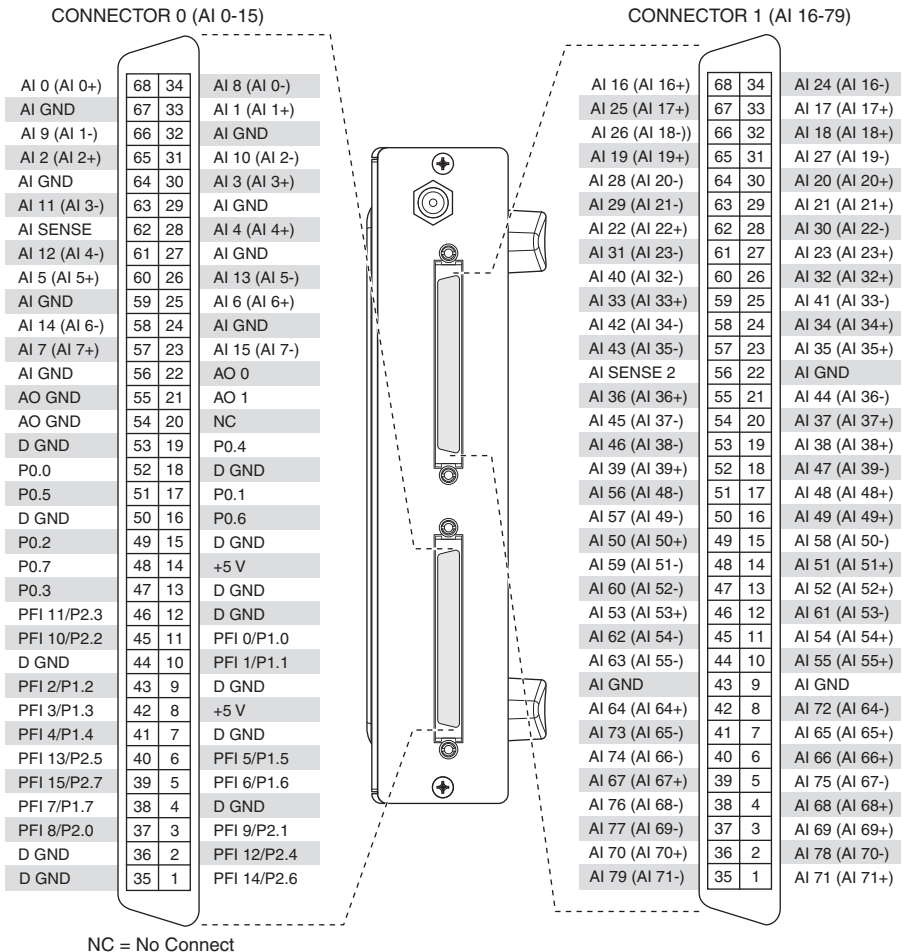 CONNECTOR 0 (AI 0-15)
AI 0 (AI 0+) 68 34 AI 8 (AI 0-)
AI GND 67 33 AI 1 (AI 1+)
AI 9 (AI 1-) 66 32 AI GND
AI 2 (AI 2+) 65 31 AI 10 (AI 2-)
AI GND 64 30 AI 3 (AI 3+)
AI 11 (AI 3-) 63 29 AI GND
AI SENSE 62 28 AI 4 (AI 4+)
AI 12 (AI 4-) 61 27 AI GND
AI 5 (AI 5+) 60 26 AI 13 (AI 5-)
AI GND 59 25 AI 6 (AI 6+)
AI 14 (AI 6-) 58 24 AI GND
AI 7 (AI 7+) 57 23 AI 15 (AI 7-)
AI GND 56 22 AO 0
AO GND 55 21 AO 1
AO GND 54 20 NC
D GND 53 19 P0.4
P0.0 52 18 D GND
P0.5 51 17 P0.1
D GND 50 16 P0.6
P0.2 49 15 D GND
P0.7 48 14 +5 V
P0.3 47 13 D GND
PFI 11/P2.3 46 12 D GND
PFI 10/P2.2 45 11 PFI 0/P1.0
D GND 44 10 PFI 1/P1.1
PFI 2/P1.2 43 9 D GND
PFI 3/P1.3 42 8 +5 V
PFI 4/P1.4 41 7 D GND
PFI 13/P2.5 40 6 PFI 5/P1.5
PFI 15/P2.7 39 5 PFI 6/P1.6
PFI 7/P1.7 38 4 D GND
PFI 8/P2.0 37 3 PFI 9/P2.1
D GND 36 2 PFI 12/P2.4
D GND 35 1 PFI 14/P2.6
NC = No Connect
CONNECTOR 1 (AI 16-79)
AI 16 (AI 16+) 68 34 AI 24 (AI 16-)
AI 25 (AI 17+) 67 33 AI 17 (AI 17+)
AI 26 (AI 18-)) 66 32 AI 18 (AI 18+)
AI 19 (AI 19+) 65 31 AI 27 (AI 19-)
AI 28 (AI 20-) 64 30 AI 20 (AI 20+)
AI 29 (AI 21-) 63 29 AI 21 (AI 21+)
AI 22 (AI 22+) 62 28 AI 30 (AI 22-)
AI 31 (AI 23-) 61 27 AI 23 (AI 23+)
AI 40 (AI 32-) 60 26 AI 32 (AI 32+)
AI 33 (AI 33+) 59 25 AI 41 (AI 33-)
AI 42 (AI 34-) 58 24 AI 34 (AI 34+)
AI 43 (AI 35-) 57 23 AI 35 (AI 35+)
AI SENSE 2 56 22 AI GND
AI 36 (AI 36+) 55 21 AI 44 (AI 36-)
AI 45 (AI 37-) 54 20 AI 37 (AI 37+)
AI 46 (AI 38-) 53 19 AI 38 (AI 38+)
AI 39 (AI 39+) 52 18 AI 47 (AI 39-)
AI 56 (AI 48-) 51 17 AI 48 (AI 48+)
AI 57 (AI 49-) 50 16 AI 49 (AI 49+)
AI 50 (AI 50+) 49 15 AI 58 (AI 50-)
AI 59 (AI 51-) 48 14 AI 51 (AI 51+)
AI 60 (AI 52-) 47 13 AI 52 (AI 52+)
AI 53 (AI 53+) 46 12 AI 61 (AI 53-)
AI 62 (AI 54-) 45 11 AI 54 (AI 54+)
AI 63 (AI 55-) 44 10 AI 55 (AI 55+)
AI GND 43 9 AI GND
AI 64 (AI 64+) 42 8 AI 72 (AI 64-)
AI 73 (AI 65-) 41 7 AI 65 (AI 65+)
AI 74 (AI 66-) 40 6 AI 66 (AI 66+)
AI 67 (AI 67+) 39 5 AI 75 (AI 67-)
AI 76 (AI 68-) 38 4 AI 68 (AI 68+)
AI 77 (AI 69-) 37 3 AI 69 (AI 69+)
AI 70 (AI 70+) 36 2 AI 78 (AI 70-)
AI 79 (AI 71-) 35 1 AI 71 (AI 71+)